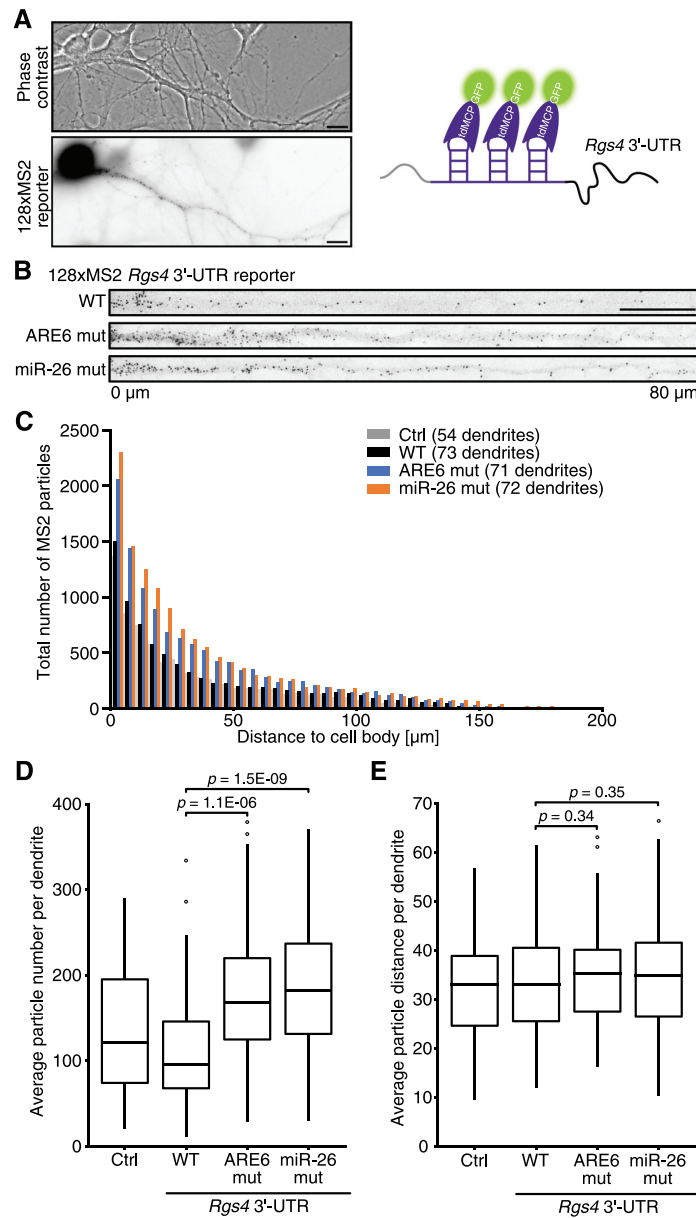 A
Phase
contrast
128xMS2
reporter
tdMCP GFP
tdMCP GFP
tdMCP GFP
Rgs4 3'-UTR
B
128xMS2 Rgs4 3'-UTR reporter
WT
ARE6 mut
miR-26 mut
0 µm
80 µm
C
Total number of MS2 particles
2500
2000
1500
1000
500
0
0
50
100
150
200
Distance to cell body [µm]
Ctrl (54 dendrites)
WT (73 dendrites)
ARE6 mut (71 dendrites)
miR-26 mut (72 dendrites)
D
Average particle number per dendrite
400
300
200
100
0
p = 1.5E-09
p = 1.1E-06
Ctrl
WT
ARE6
mut
miR-26
mut
Rgs4 3'-UTR
E
Average particle distance per dendrite
70
60
50
40
30
20
10
0
p = 0.35
p = 0.34
Ctrl
WT
ARE6
mut
miR-26
mut
Rgs4 3'-UTR